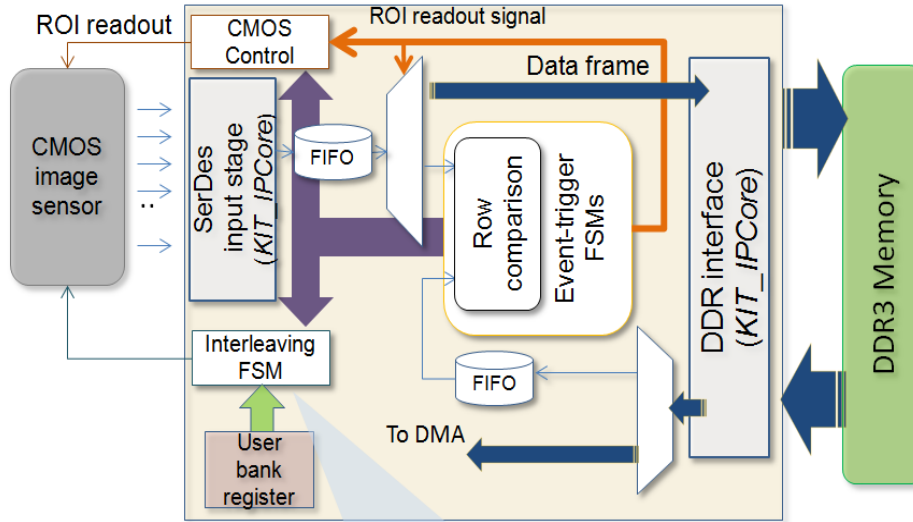 ROI readout
CMOS
Control
ROI readout signal
Data frame
CMOS
image
sensor
..
SerDes
input stage
(KIT_IPCore)
FIFO
Row
comparison
Event-trigger
FSMs
DDR interface
(KIT_IPCore)
DDR3 Memory
Interleaving
FSM
FIFO
User
bank
register
To DMA